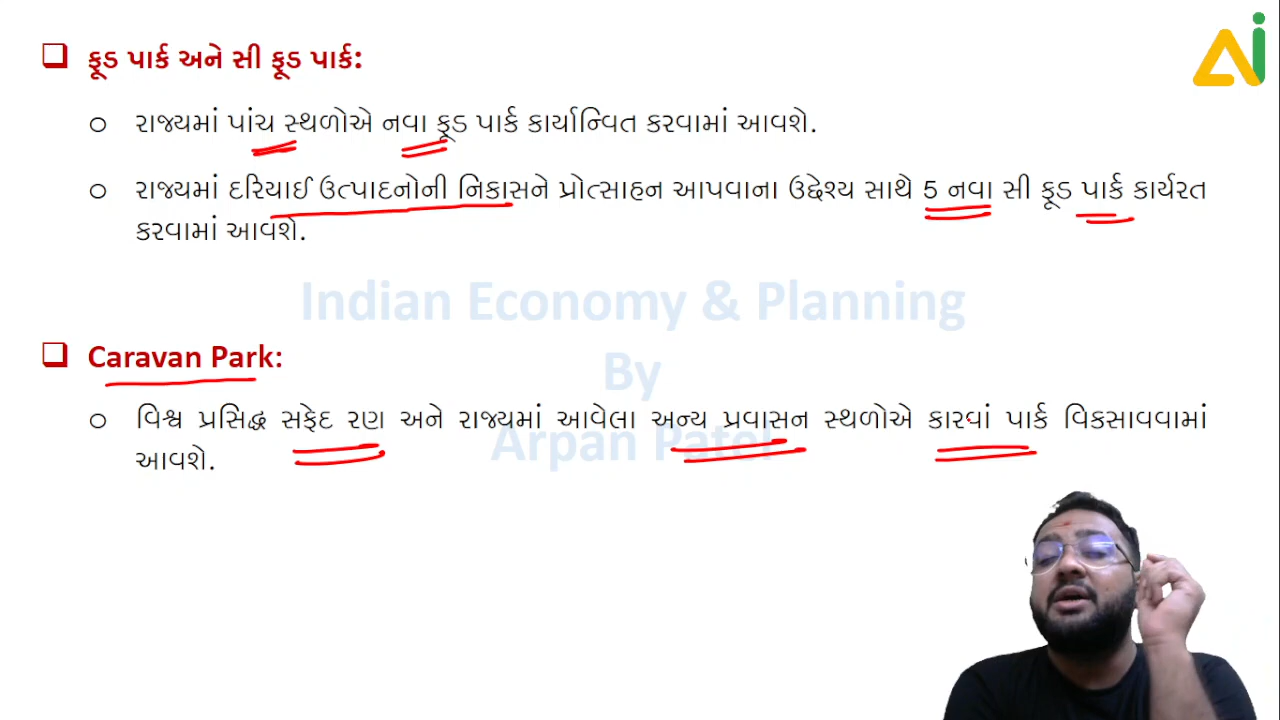 ફૂડ પાર્ક અને સી ફૂડ પાર્ક:
રાજ્યમાં પાંચ સ્થળોએ નવા ફૂડ પાર્ક કાર્યાન્વિત કરવામાં આવશે.
રાજ્યમાં દરિયાઈ ઉત્પાદનોની નિકાસને પ્રોત્સાહન આપવાના ઉદ્દેશ્ય સાથે 5 નવા સી ફૂડ પાર્ક કાર્યરત
કરવામાં આવશે.
Indian Economy & Planning
Caravan Park:
By
વિશ્વ પ્રસિદ્ધ સફેદ રણ અને રાજ્યમાં આવેલા અન્ય પ્રવાસન સ્થળોએ કારવાં પાર્ક વિકસાવવામાં
Arpan Patel
આવશે.
Ai